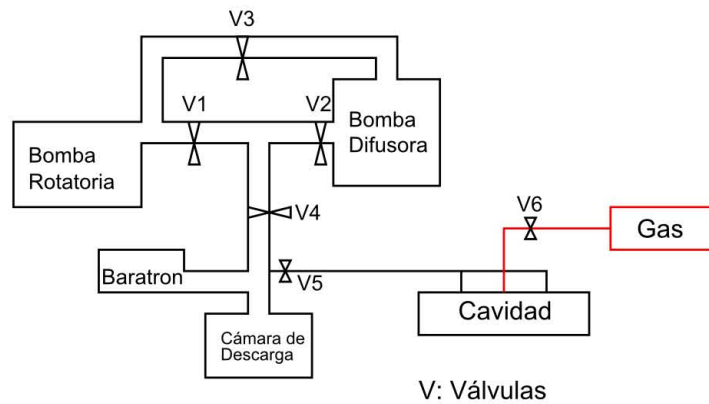 V3
V1
V2
Bomba
Rotatoria
Bomba
Difusora
V4
V6
Gas
Baratron
V5
Cavidad
Cámara de
Descarga
V: Válvulas